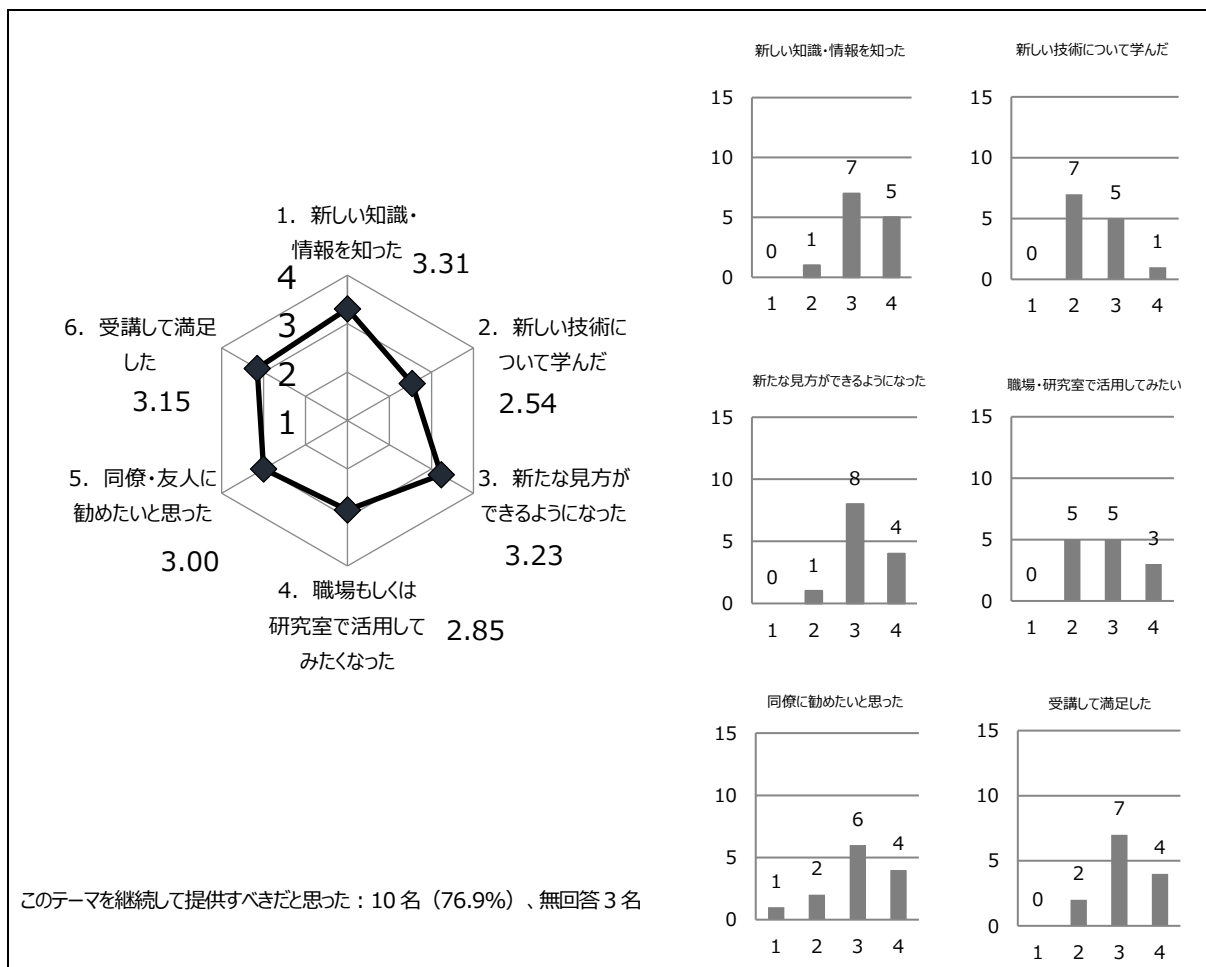 1. 新しい知識・
情報を知った
3.31
4
3
2
1
2. 新しい技術に
ついて学んだ
2.54
3. 新たな見方が
できるようになった
3.23
4. 職場もしくは
研究室で活用して
みたくなった
2.85
5. 同僚・友人に
勧めたいと思った
3.00
6. 受講して満足
した
3.15
このテーマを継続して提供すべきだと思った：10 名（76.9%）、無回答 3 名
新しい知識・情報を知った
15
10
5
0
0
1
7
5
1 2 3 4
新しい技術について学んだ
15
10
5
0
0
7
5
1
1 2 3 4
新たな見方ができるようになった
15
10
5
0
0
1
8
4
1 2 3 4
職場・研究室で活用してみたい
15
10
5
0
0
5
5
3
1 2 3 4
同僚に勧めたいと思った
15
10
5
0
1
2
6
4
1 2 3 4
受講して満足した
15
10
5
0
0
2
7
4
1 2 3 4